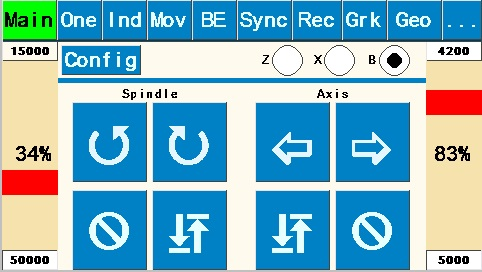 Main One Ind Mov BE Sync Rec Grk Geo ...
15000 4200
Config Z X B
Spindle Axis
34% 83%
50000 5000